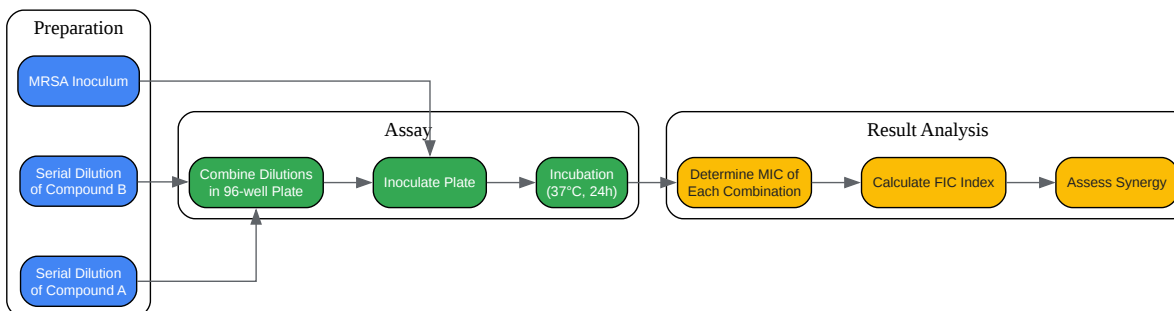 Preparation
MRSA Inoculum
Serial Dilution
of Compound B
Serial Dilution
of Compound A
Assay
Combine Dilutions
in 96-well Plate
Inoculate Plate
Incubation
(37°C, 24h)
Result Analysis
Determine MIC of
Each Combination
Calculate FIC Index
Assess Synergy